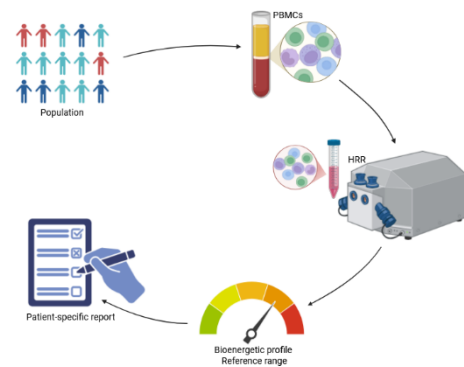 PBMCs
Population
HRR
Patient-specific report
Bioenergetic profile
Reference range